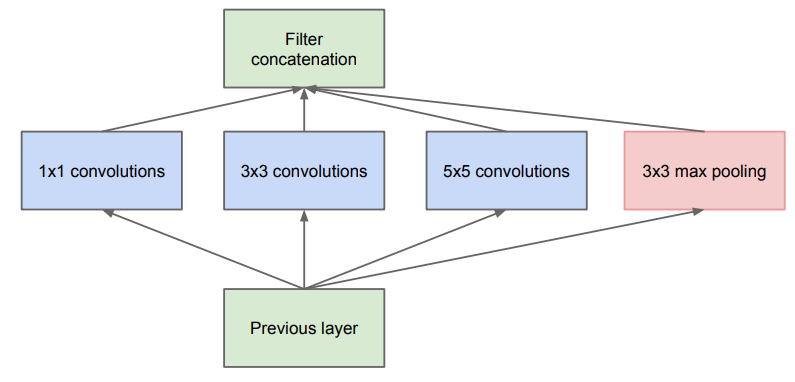 Filter
concatenation
1x1 convolutions
3x3 convolutions
5x5 convolutions
3x3 max pooling
Previous layer